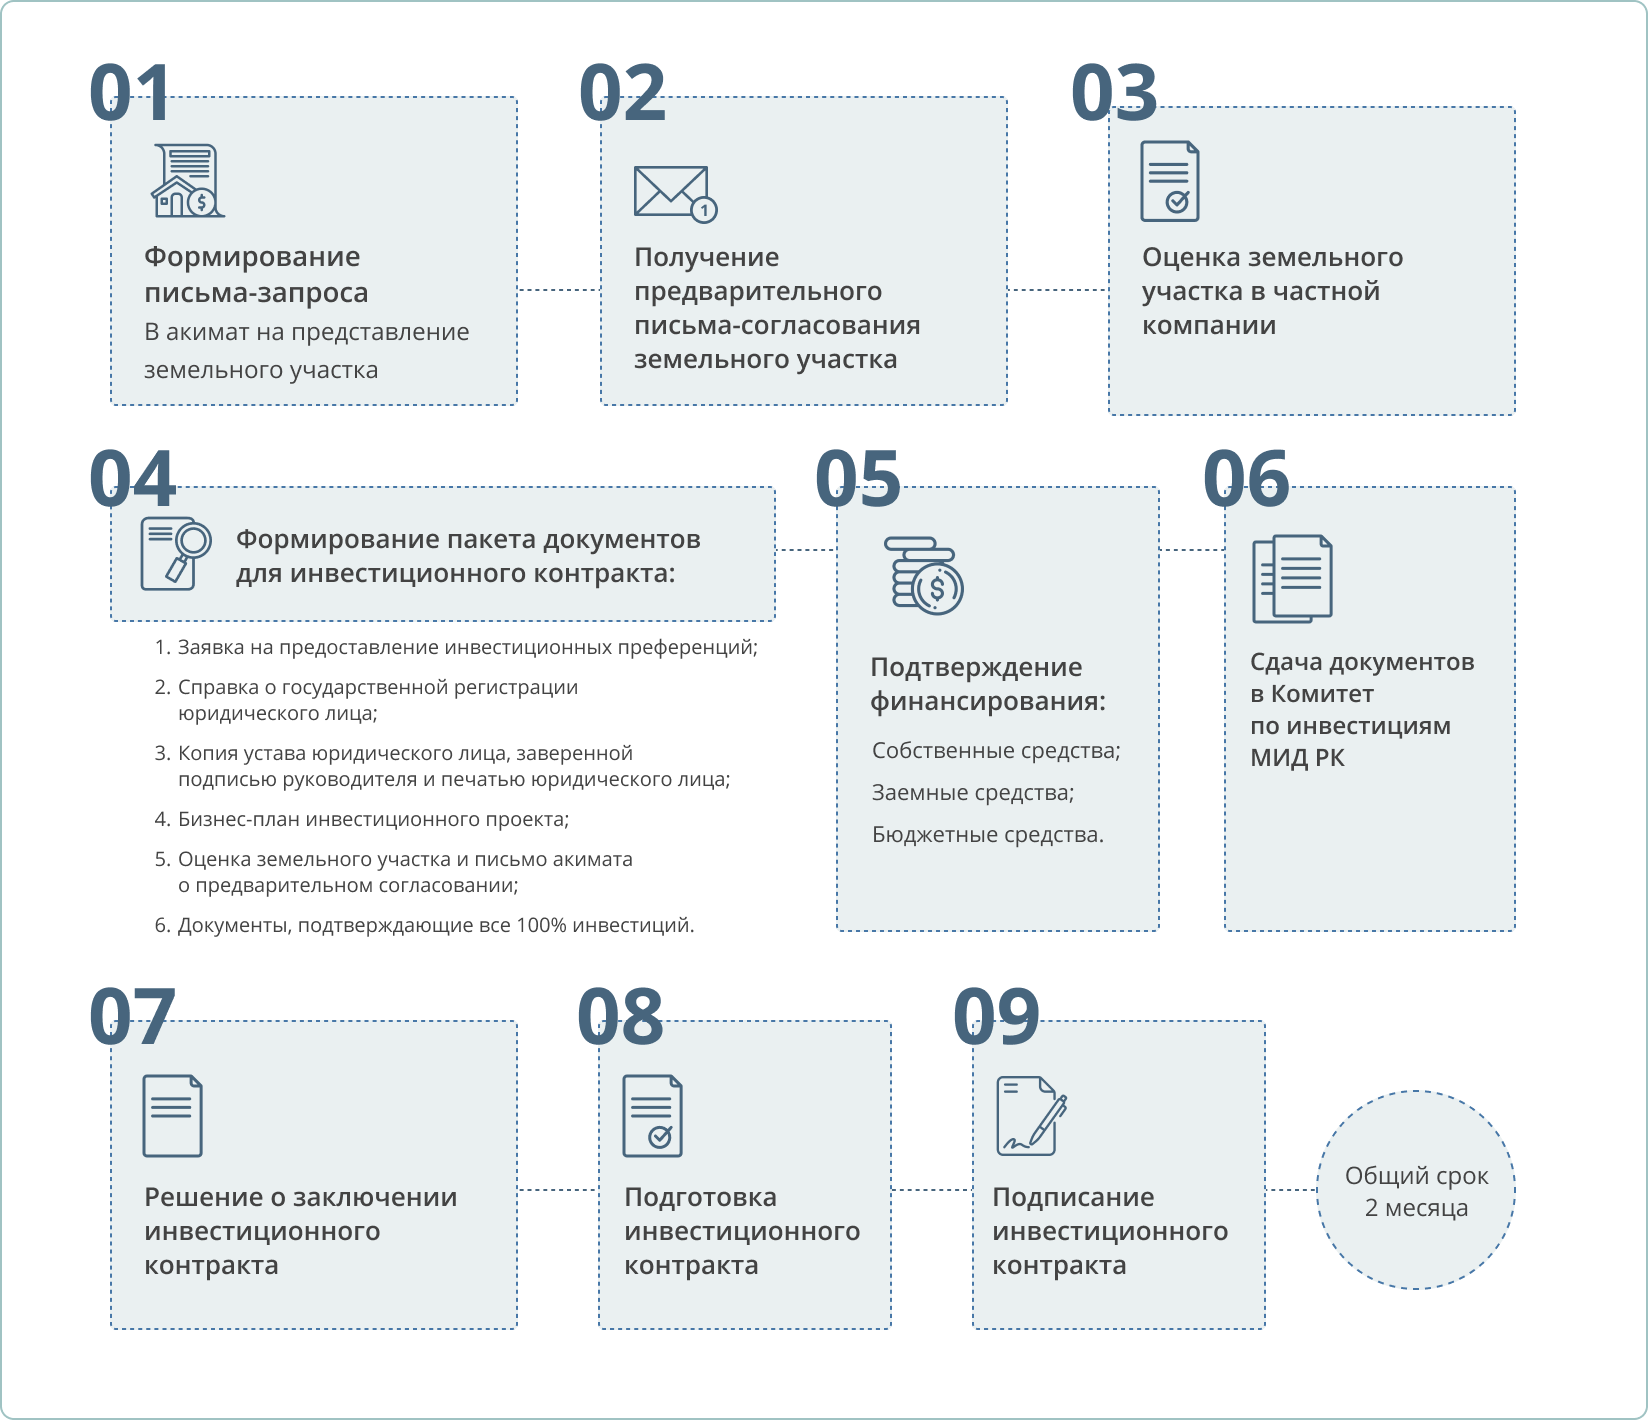 01
Формирование
письма-запроса
В акимат на представление
земельного участка
02
1
Получение
предварительного
письма-согласования
земельного участка
03
Оценка земельного
участка в частной
компании
04
Формирование пакета документов
для инвестиционного контракта:
1. Заявка на предоставление инвестиционных преференций;
2. Справка о государственной регистрации
юридического лица;
3. Копия устава юридического лица, заверенной
подписью руководителя и печатью юридического лица;
4. Бизнес-план инвестиционного проекта;
5. Оценка земельного участка и письмо акимата
о предварительном согласовании;
6. Документы, подтверждающие все 100% инвестиций.
05
Подтверждение
финансирования:
Собственные средства;
Заемные средства;
Бюджетные средства.
06
Сдача документов
в Комитет
по инвестициям
МИД РК
07
Решение о заключении
инвестиционного
контракта
08
Подготовка
инвестиционного
контракта
09
Подписание
инвестиционного
контракта
Общий срок
2 месяца